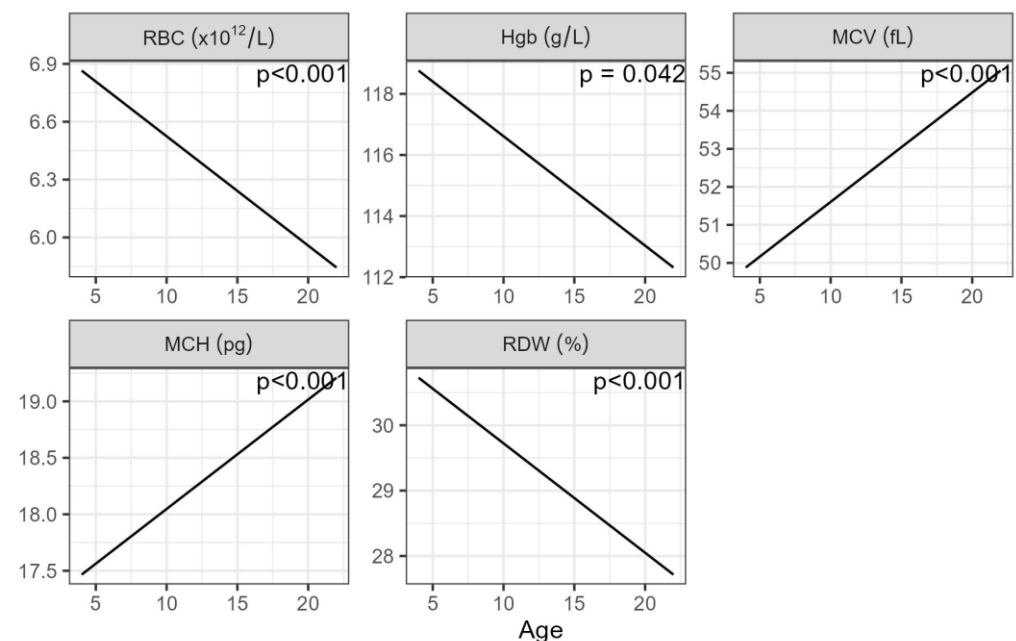 RBC (x10¹²/L)
p<0.001
6.9
6.6
6.3
6.0
5 10 15 20
Hgb (g/L)
p = 0.042
118
116
114
112
5 10 15 20
MCV (fL)
p<0.001
55
54
53
52
51
50
5 10 15 20
MCH (pg)
p<0.001
19.0
18.5
18.0
17.5
5 10 15 20
RDW (%)
p<0.001
30
29
28
5 10 15 20
Age